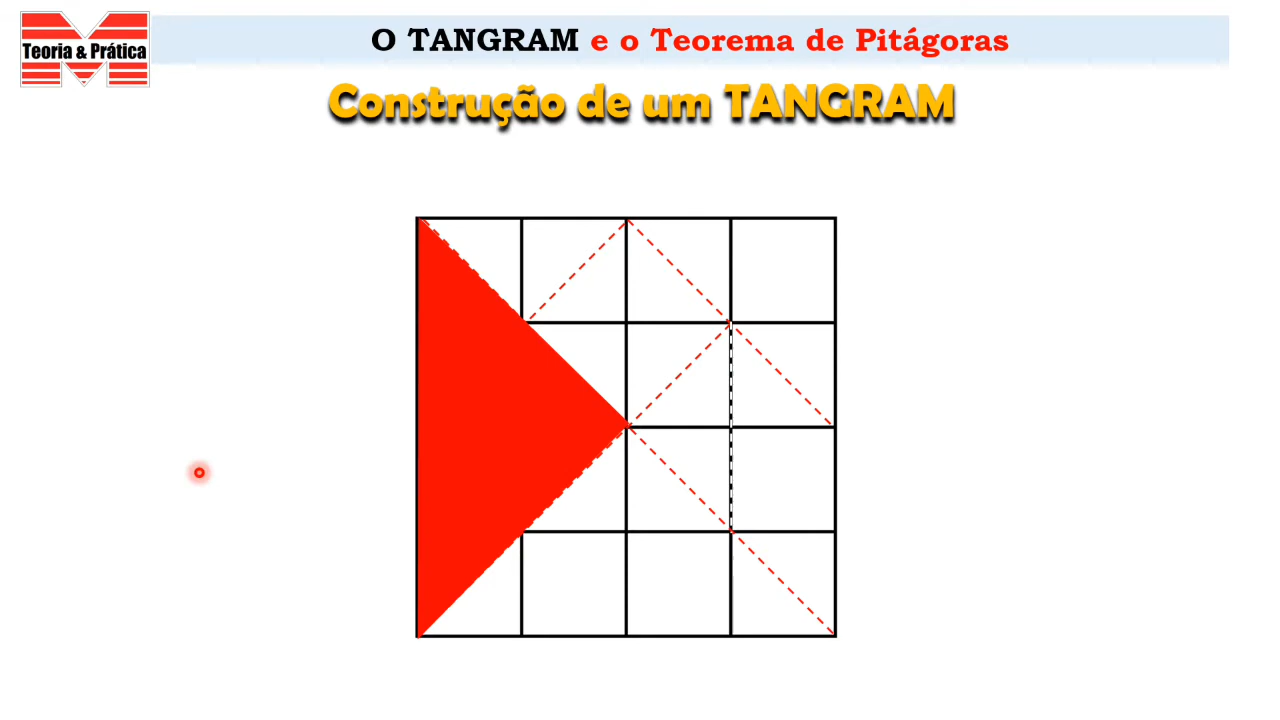 Teoria & Prática
O TANGRAM e o Teorema de Pitágoras
Construção de um TANGRAM